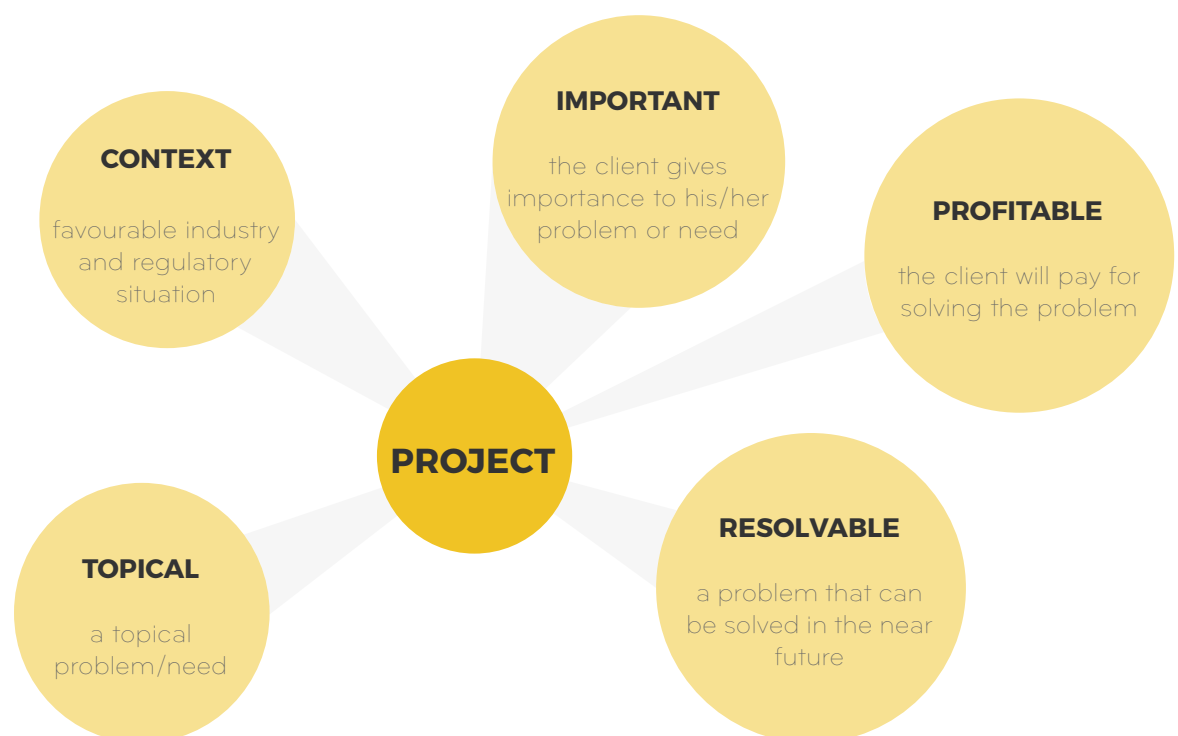 IMPORTANT
the client gives
importance to his/her
problem or need
CONTEXT
favourable industry
and regulatory
situation
PROFITABLE
the client will pay for
solving the problem
PROJECT
RESOLVABLE
a problem that can
be solved in the near
future
TOPICAL
a topical
problem/need